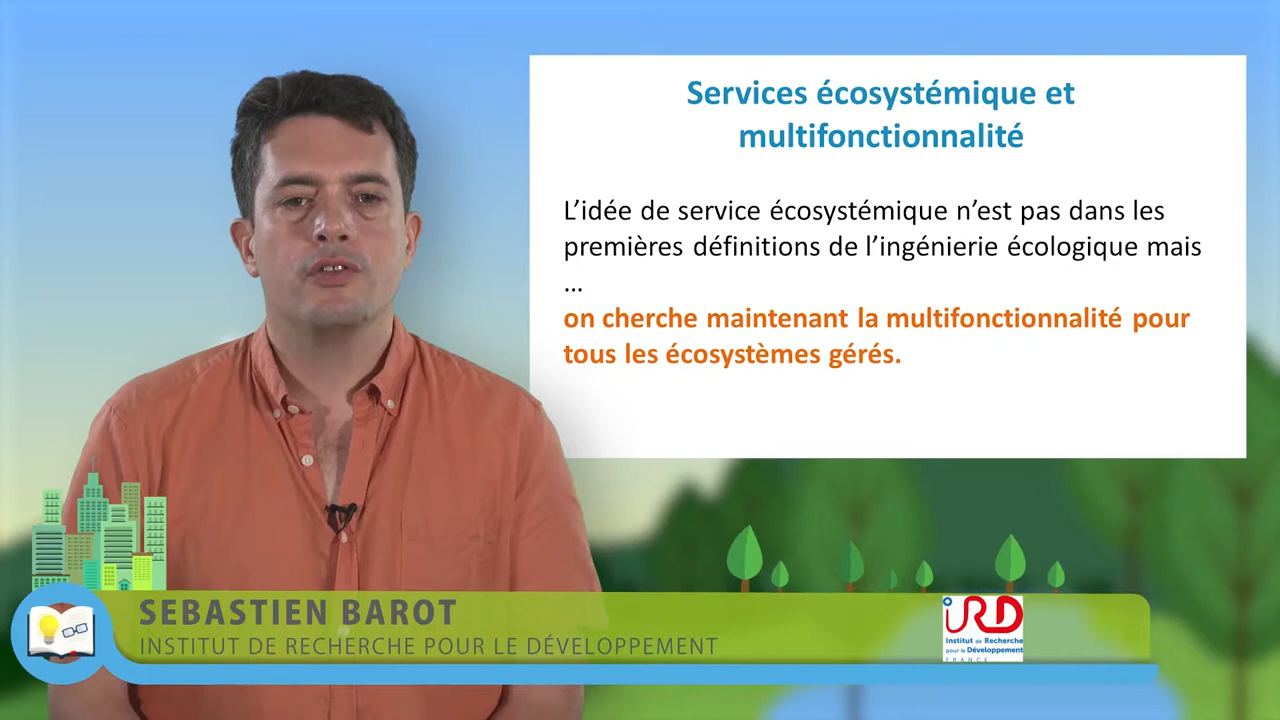 Services écosystémique et
multifonctionnalité
L’idée de service écosystémique n’est pas dans les
premières définitions de l’ingénierie écologique mais
…
on cherche maintenant la multifonctionnalité pour
tous les écosystèmes gérés.
SEBASTIEN BAROT
INSTITUT DE RECHERCHE POUR LE DÉVELOPPEMENT
IRD
Institut de Recherche
pour le Développement
FRANCE